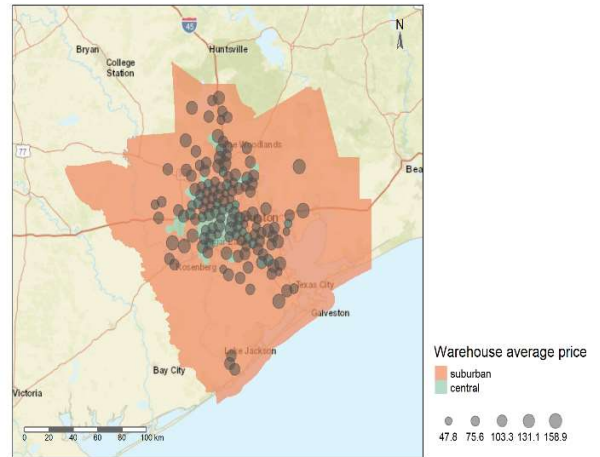 45
N
Bryan
Huntsville
College
Station
Woodlands
77
Bea
Rosenberg
Texas City
Galveston
Lake Jackson
Bay City
Victoria
0 20 40 60 80 100 km
Warehouse average price
suburban
central
47.8 75.6 103.3 131.1 158.9